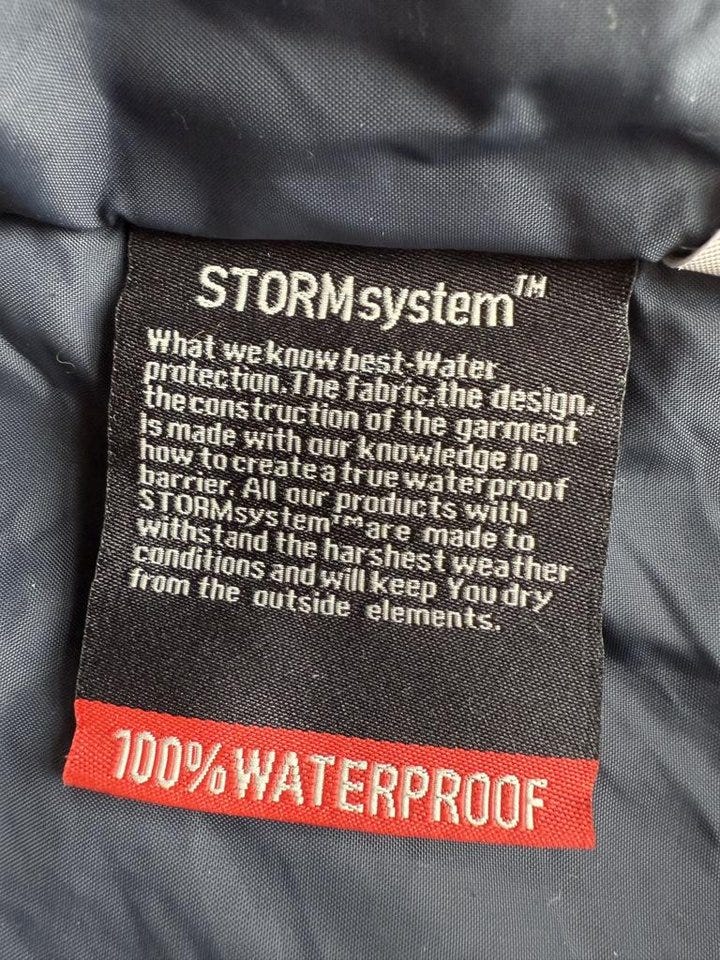 STORMsystem™
What we know best-Water
protection. The fabric, the design,
the construction of the garment
is made with our knowledge in
how to create a true waterproof
barrier. All our products with
STORMsystem™ are made to
withstand the harshest weather
conditions and will keep You dry
from the outside elements.
100% WATERPROOF